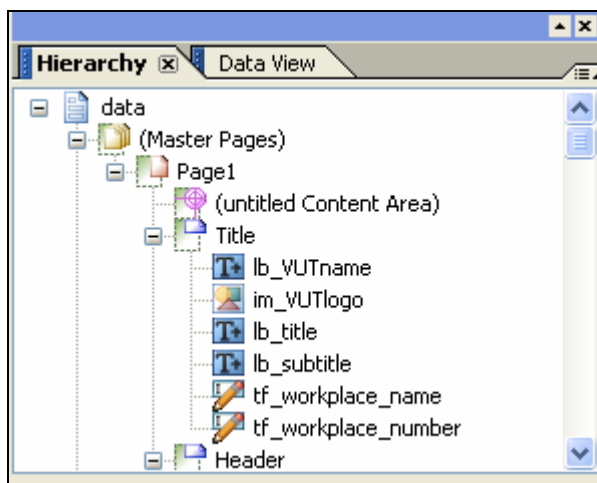 Hierarchy Data View
data
(Master Pages)
Page1
(untitled Content Area)
Title
lb_VUTname
im_VUTlogo
lb_title
lb_subtitle
tf_workplace_name
tf_workplace_number
Header